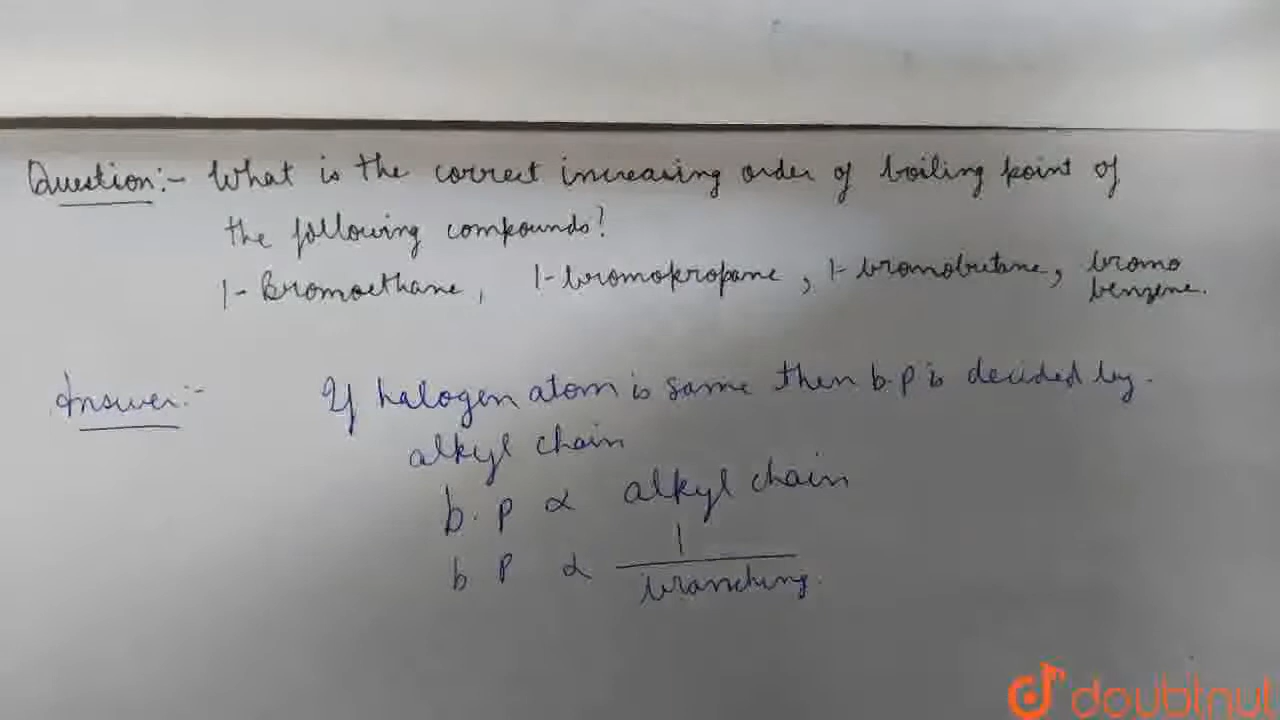 Question:- What is the correct increasing order of boiling point of
the following compounds?
1-Bromoethane, 1-bromopropane, 1-bromobutane, bromo
benzene.
Answer:- If halogen atom is same then b.p is decided by.
alkyl chain
b.p ∝ alkyl chain
b p ∝ 1
branching.
doubtnut